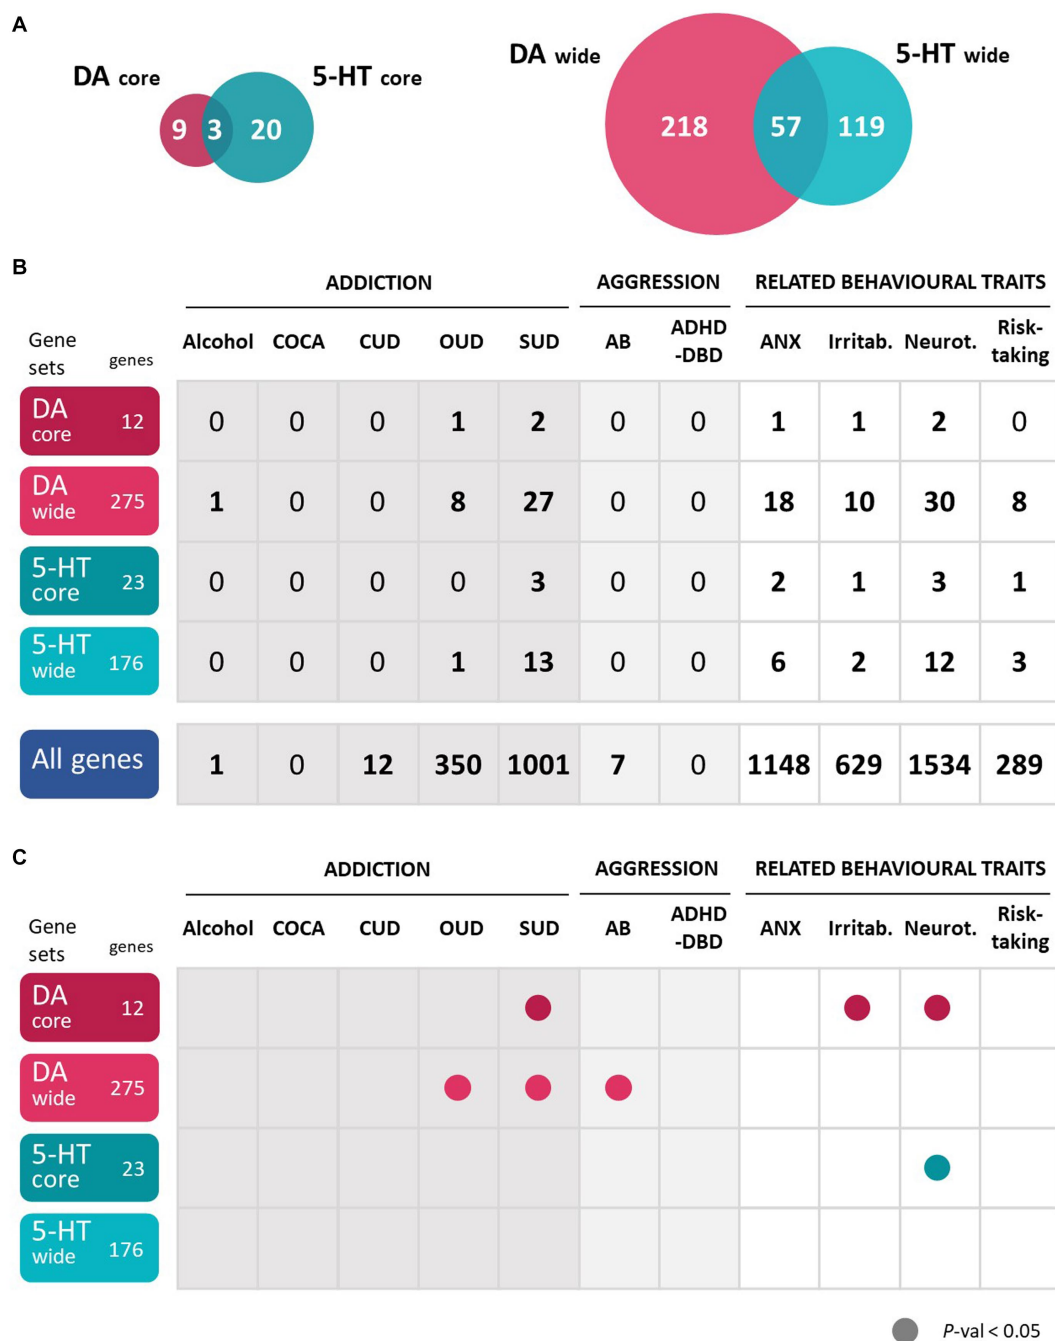 A
DA core
5-HT core
9 3 20
DA wide
5-HT wide
218 57 119
B
ADDICTION AGGRESSION RELATED BEHAVIOURAL TRAITS
Gene sets genes Alcohol COCA CUD OUD SUD AB ADHD-DBD ANX Irritab. Neurot. Risk-taking
DA core 12 0 0 0 1 2 0 0 1 1 2 0
DA wide 275 1 0 0 8 27 0 0 18 10 30 8
5-HT core 23 0 0 0 0 3 0 0 2 1 3 1
5-HT wide 176 0 0 0 1 13 0 0 6 2 12 3
All genes 1 0 12 350 1001 7 0 1148 629 1534 289
C
ADDICTION AGGRESSION RELATED BEHAVIOURAL TRAITS
Gene sets genes Alcohol COCA CUD OUD SUD AB ADHD-DBD ANX Irritab. Neurot. Risk-taking
DA core 12
DA wide 275
5-HT core 23
5-HT wide 176
P-val < 0.05